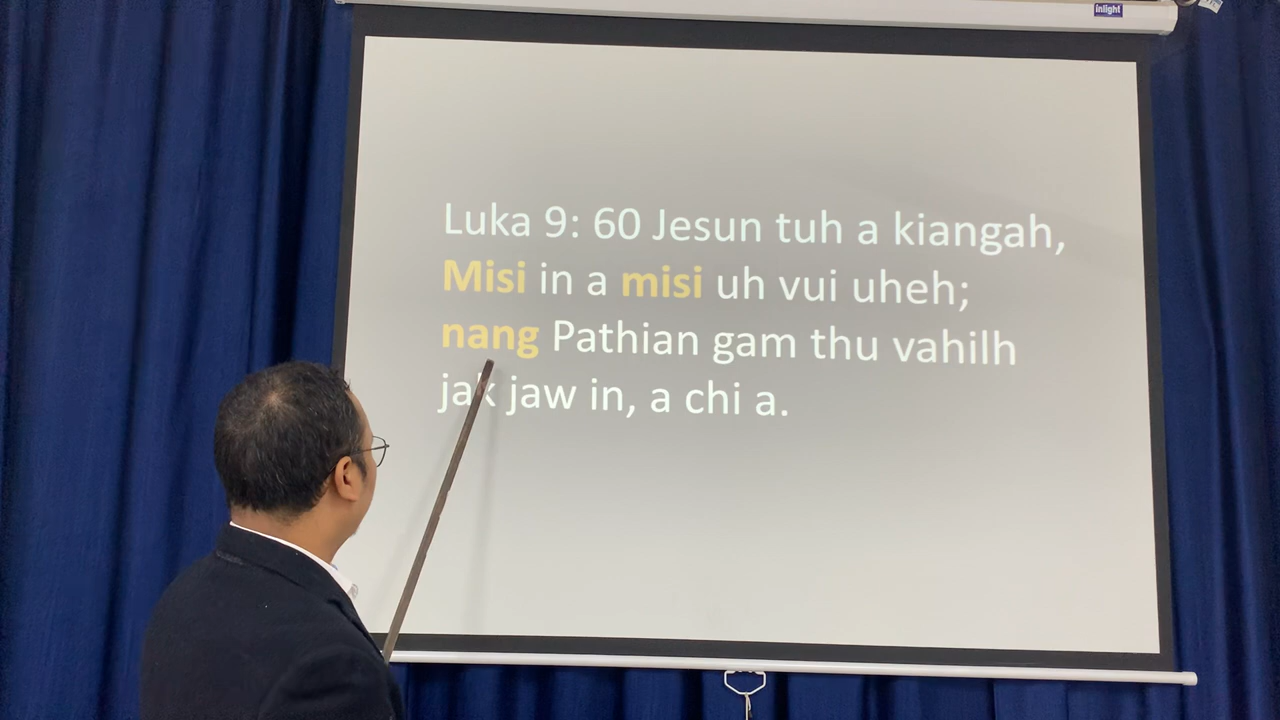 inlight
Luka 9: 60 Jesun tuh a kiangah,
Misi in a misi uh vui uheh;
nang Pathian gam thu vahilh
jak jaw in, a chi a.